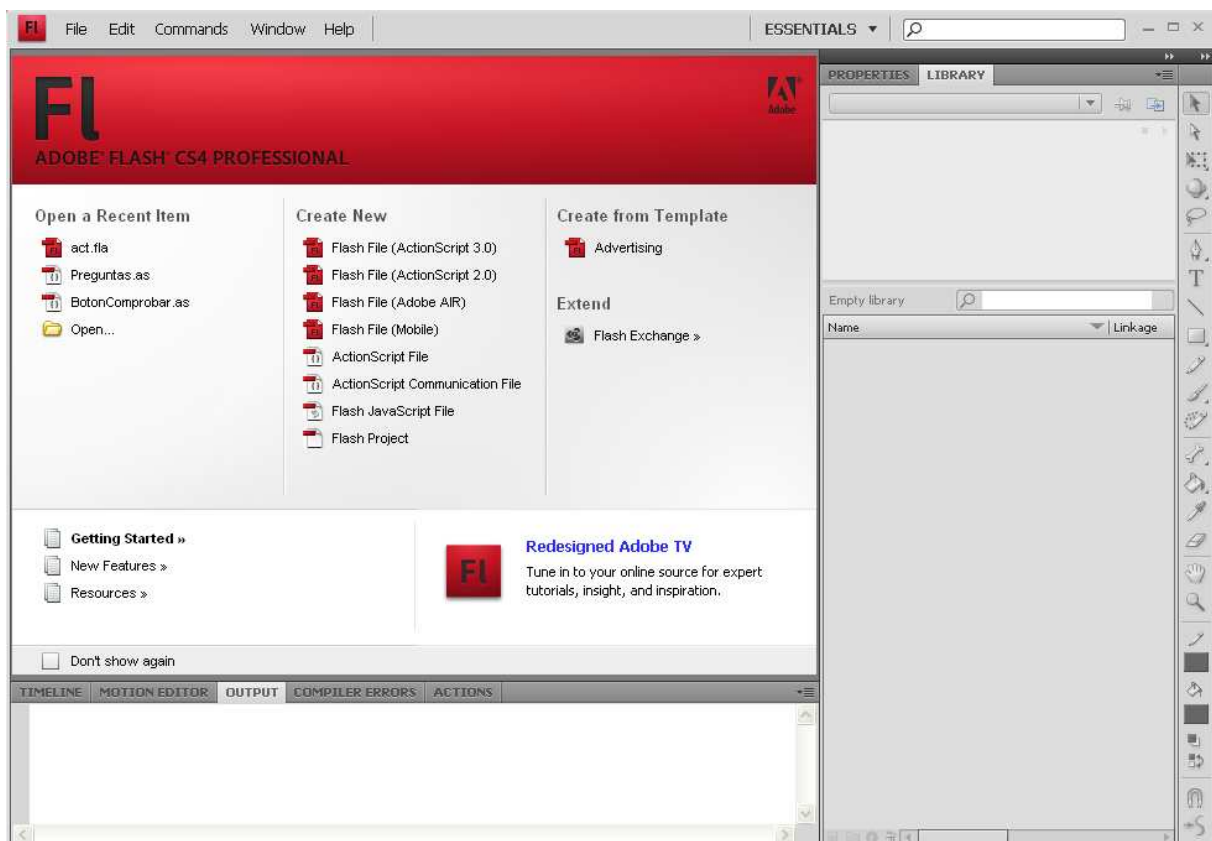 Fl File Edit Commands Window Help ESSENTIALS
PROPERTIES LIBRARY
Fl
Adobe
ADOBE® FLASH® CS4 PROFESSIONAL
Open a Recent Item
act.fla
Preguntas.as
BotonComprobar.as
Open...
Create New
Flash File (ActionScript 3.0)
Flash File (ActionScript 2.0)
Flash File (Adobe AIR)
Flash File (Mobile)
ActionScript File
ActionScript Communication File
Flash JavaScript File
Flash Project
Create from Template
Advertising
Extend
Flash Exchange »
Getting Started »
New Features »
Resources »
Fl
Redesigned Adobe TV
Tune in to your online source for expert
tutorials, insight, and inspiration.
Don't show again
TIMELINE MOTION EDITOR OUTPUT COMPILER ERRORS ACTIONS
Empty library
Name Linkage
T